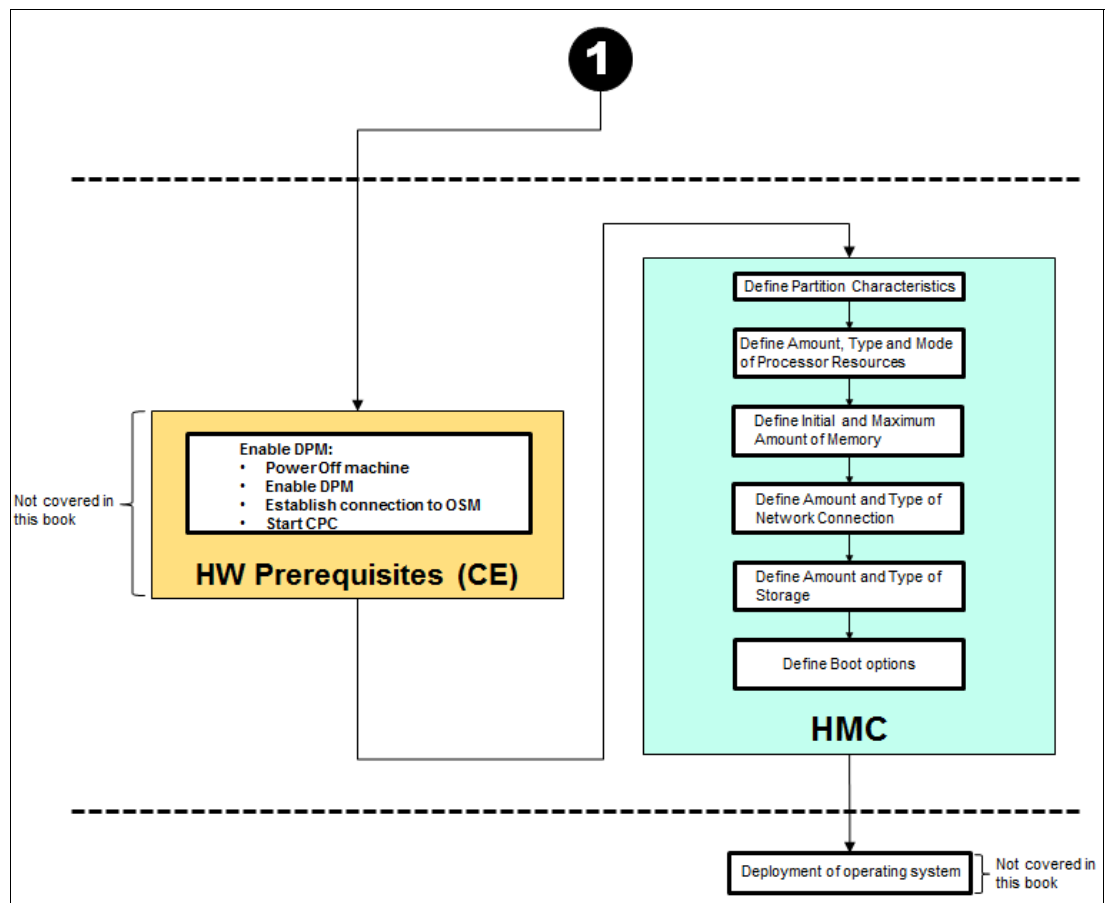 1
Not covered in
this book
Enable DPM:
• Power Off machine
• Enable DPM
• Establish connection to OSM
• Start CPC
HW Prerequisites (CE)
Define Partition Characteristics
Define Amount, Type and Mode
of Processor Resources
Define Initial and Maximum
Amount of Memory
Define Amount and Type of
Network Connection
Define Amount and Type of
Storage
Define Boot options
HMC
Deployment of operating system
Not covered in
this book